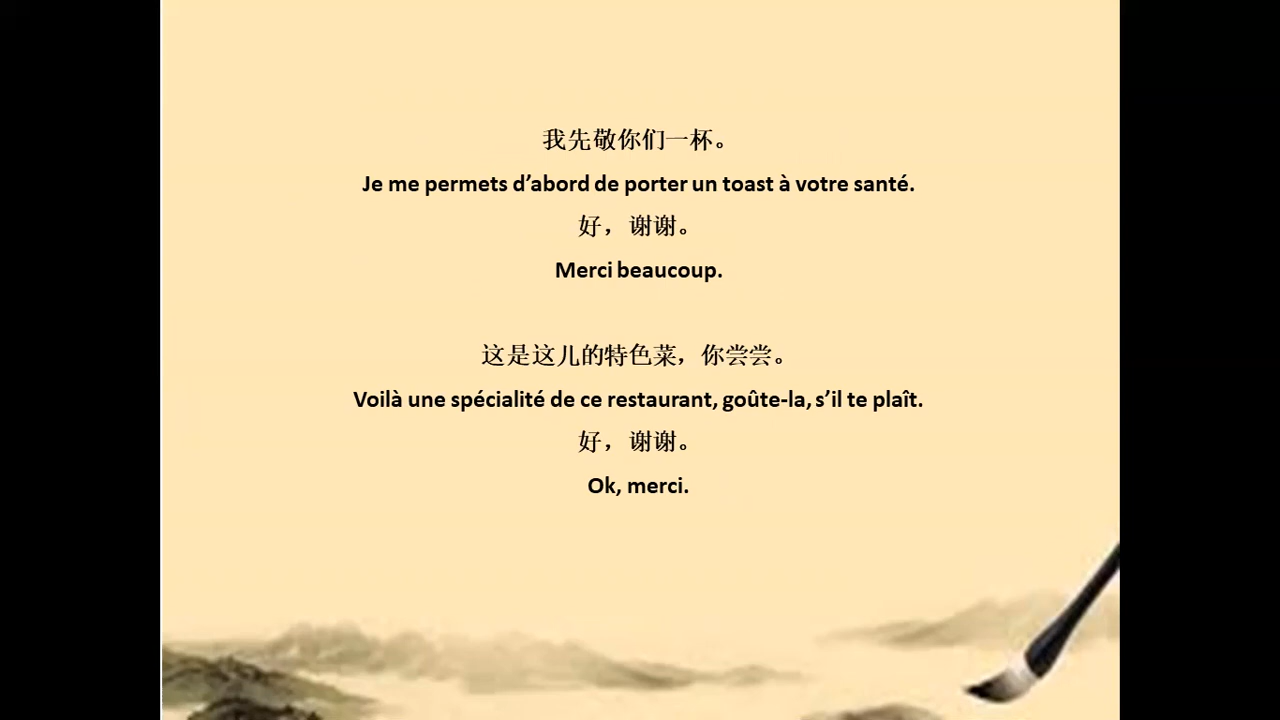 我先敬你们一杯。
Je me permets d’abord de porter un toast à votre santé.
好，谢谢。
Merci beaucoup.
这是这儿的特色菜，你尝尝。
Voilà une spécialité de ce restaurant, goûte-la, s’il te plaît.
好，谢谢。
Ok, merci.